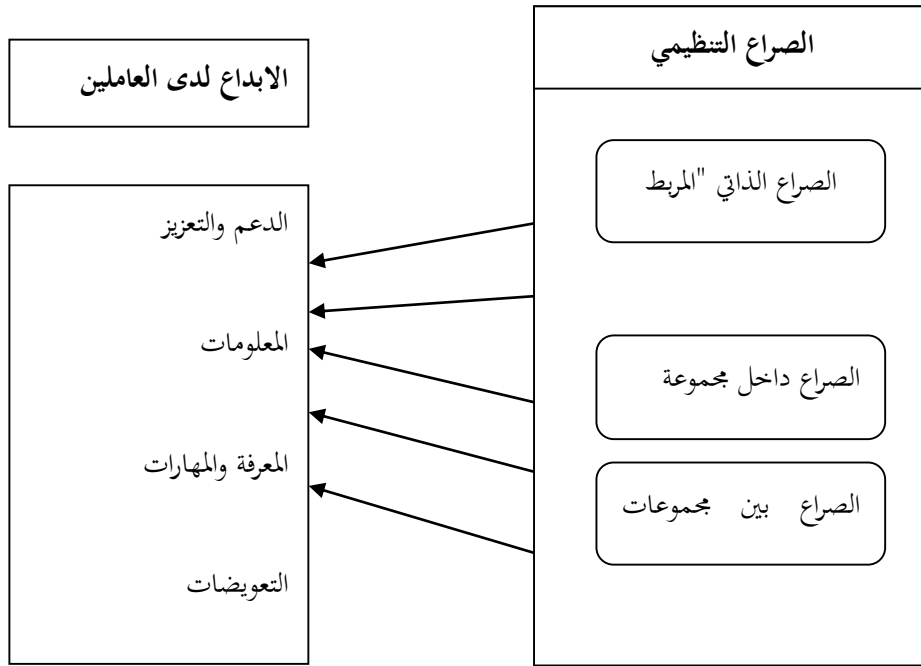 الصراع التنظيمي
الصراع الذاتي "المربط
الصراع داخل مجموعة
الصراع بين مجموعات
الابداع لدى العاملين
الدعم والتعزيز
المعلومات
المعرفة والمهارات
التعويضات